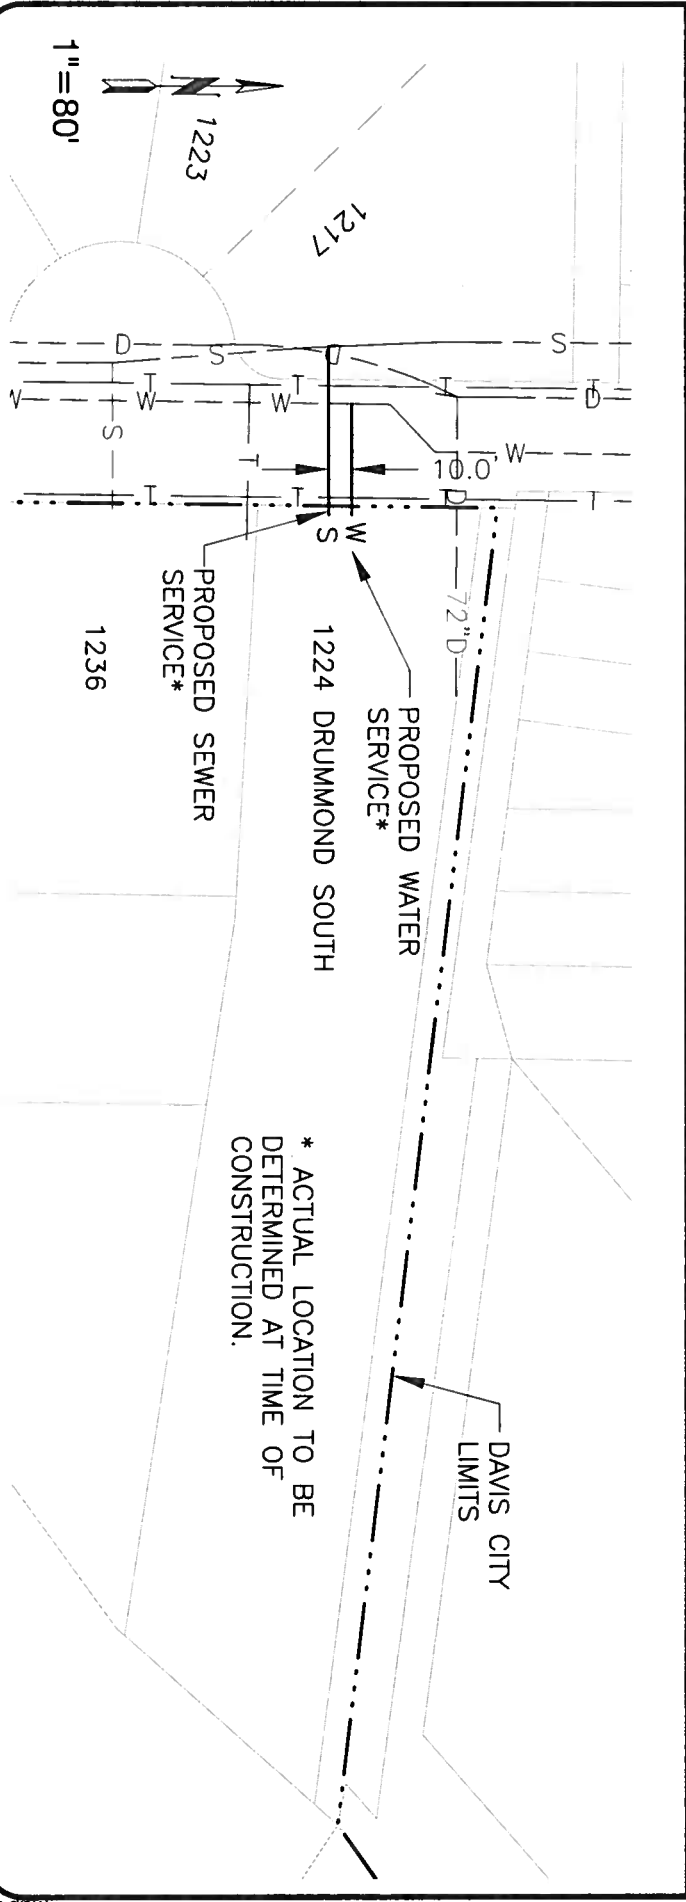 1"=80'
N
1223
1217
D
S
D
S
T
T
T
T
W
W
W
D
W
S
T
10.0'
W
T
T
D
T
72"D
S
W
PROPOSED SEWER
SERVICE*
PROPOSED WATER
SERVICE*
1236
1224 DRUMMOND SOUTH
* ACTUAL LOCATION TO BE
DETERMINED AT TIME OF
CONSTRUCTION.
DAVIS CITY
LIMITS